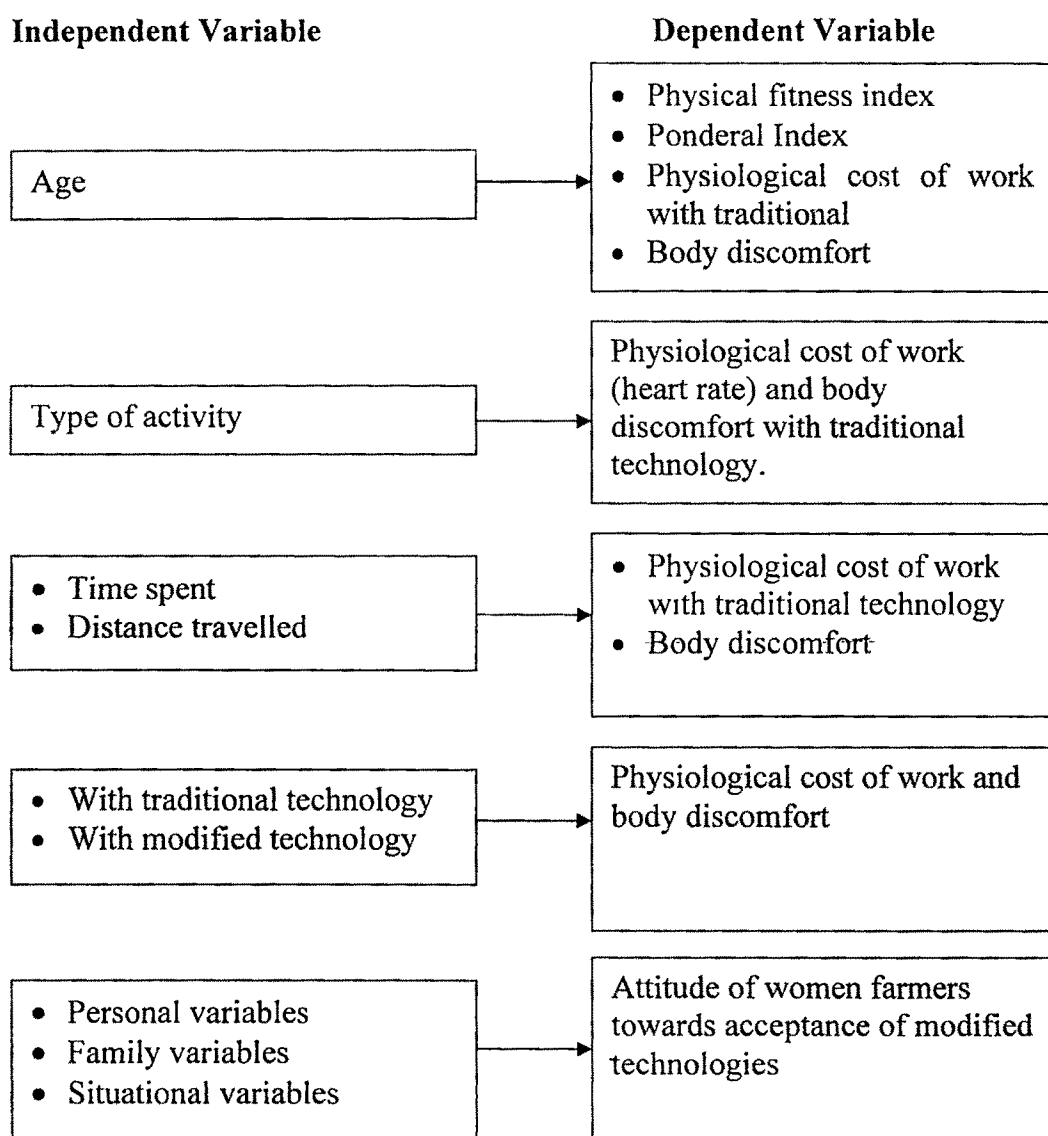 Independent Variable
Dependent Variable
Age
• Physical fitness index
• Ponderal Index
• Physiological cost of work
with traditional
• Body discomfort
Type of activity
Physiological cost of work
(heart rate) and body
discomfort with traditional
technology.
• Time spent
• Distance travelled
• Physiological cost of work
with traditional technology
• Body discomfort
• With traditional technology
• With modified technology
Physiological cost of work and
body discomfort
• Personal variables
• Family variables
• Situational variables
Attitude of women farmers
towards acceptance of modified
technologies